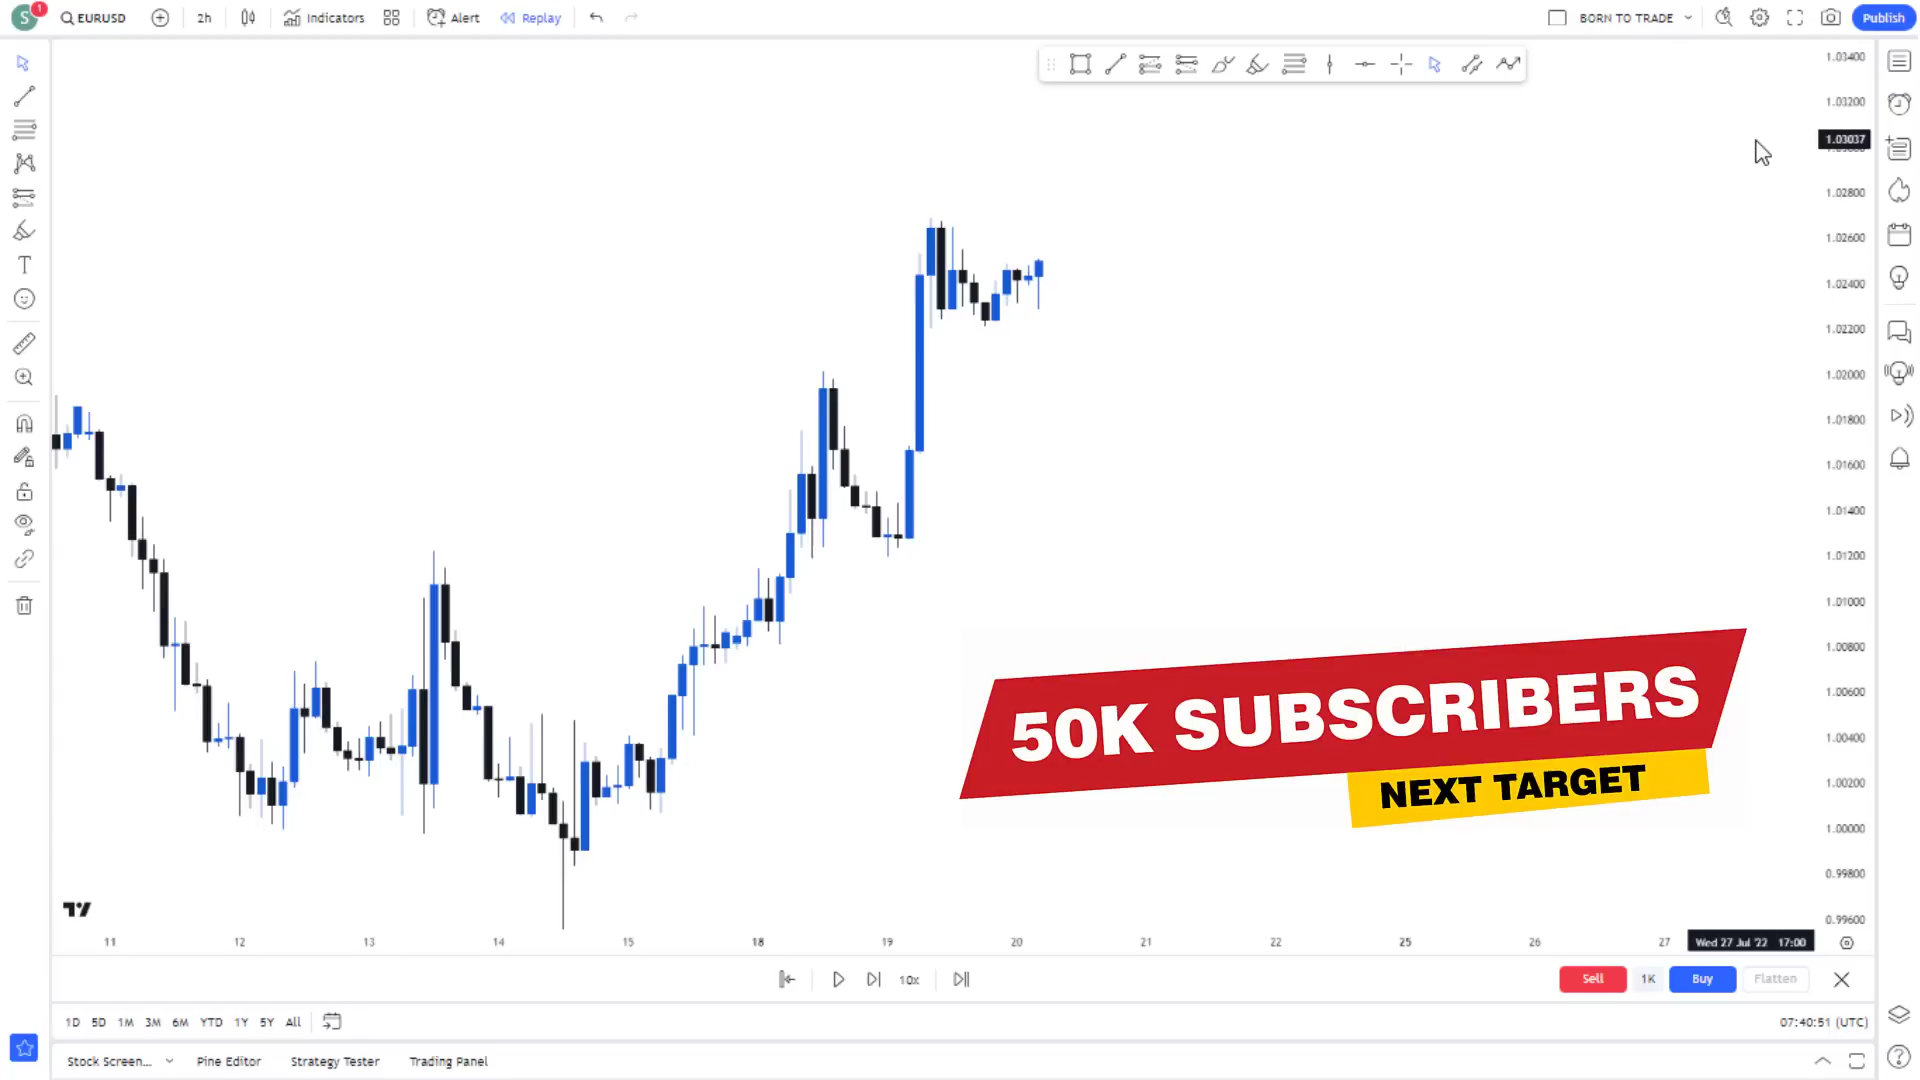 S
1
EURUSD
2h
Indicators
Alert
Replay
BORN TO TRADE
Publish
1.03400
1.03200
1.03037
1.02800
1.02600
1.02400
1.02200
1.02000
1.01800
1.01600
1.01400
1.01200
1.01000
1.00800
1.00600
1.00400
1.00200
1.00000
0.99800
0.99600
50K SUBSCRIBERS
NEXT TARGET
11 12 13 14 15 18 19 20 21 22 25 26 27 Wed 27 Jul '22 17:00
10x
Sell 1K Buy Flatten
1D 5D 1M 3M 6M YTD 1Y 5Y All
07:40:51 (UTC)
Stock Screen... Pine Editor Strategy Tester Trading Panel